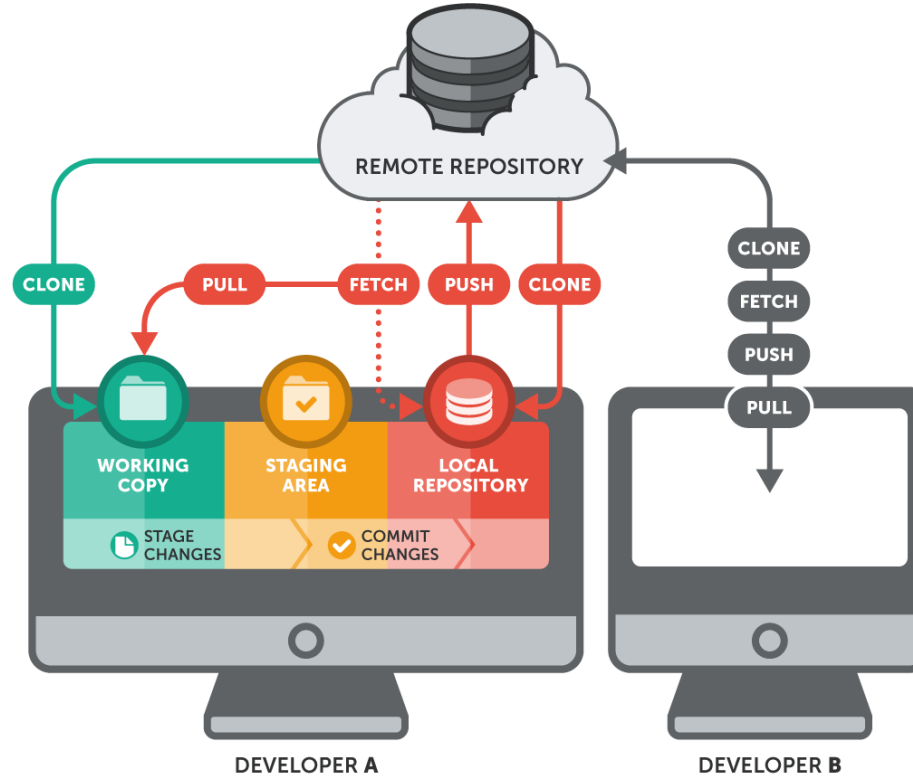 REMOTE REPOSITORY
CLONE
PULL
FETCH
PUSH
CLONE
CLONE
FETCH
PUSH
PULL
WORKING
COPY
STAGING
AREA
LOCAL
REPOSITORY
STAGE
CHANGES
COMMIT
CHANGES
DEVELOPER A
DEVELOPER B